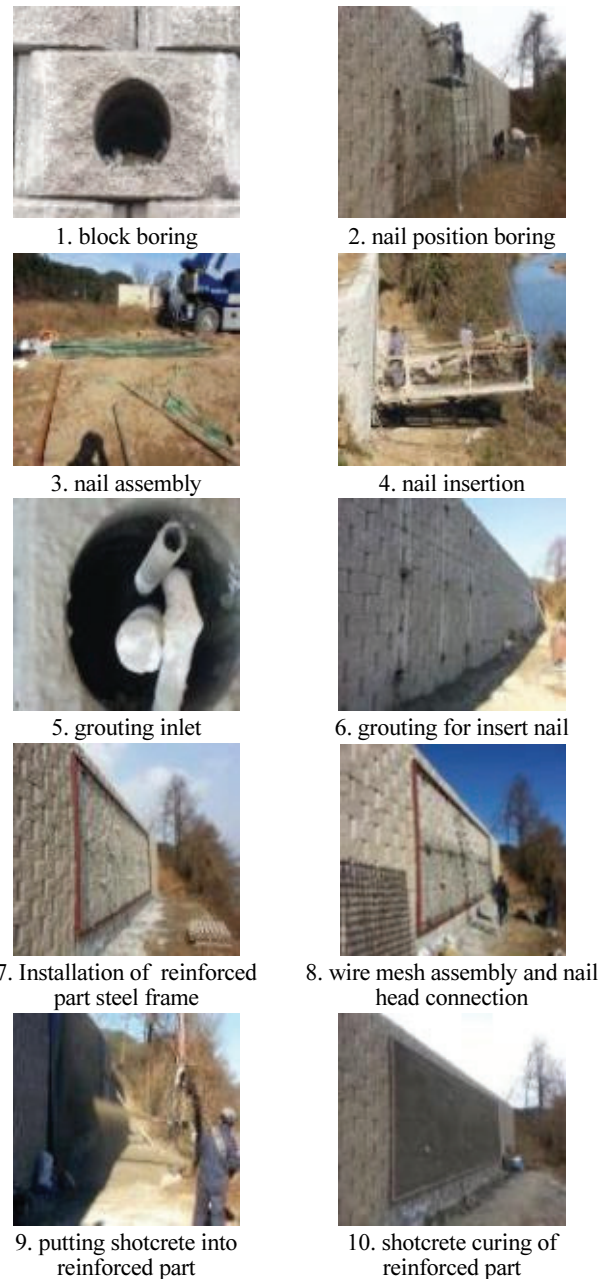 1. block boring
2. nail position boring
3. nail assembly
4. nail insertion
5. grouting inlet
6. grouting for insert nail
7. Installation of reinforced
part steel frame
8. wire mesh assembly and nail
head connection
9. putting shotcrete into
reinforced part
10. shotcrete curing of
reinforced part